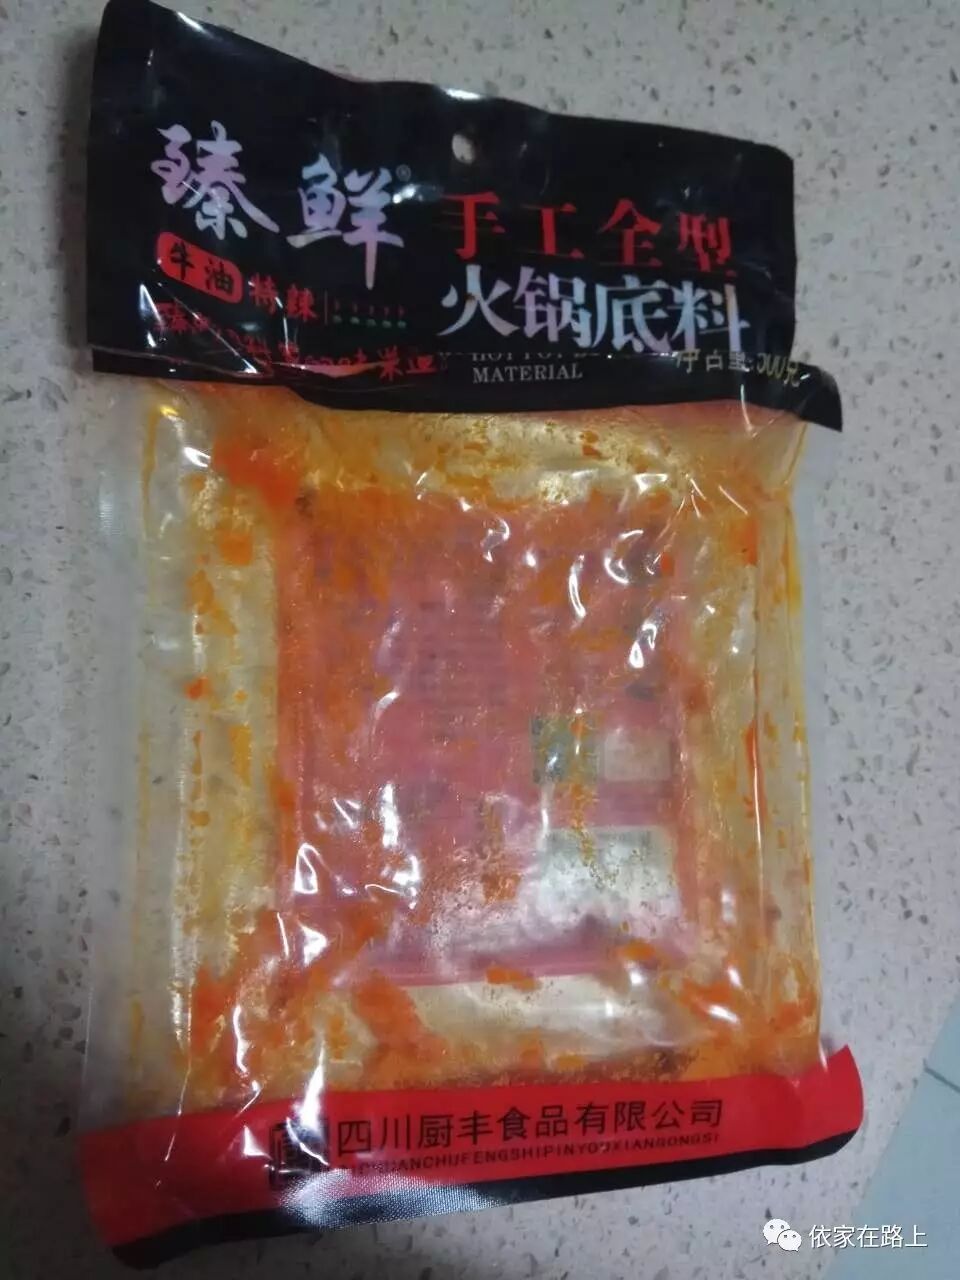 臻鲜®
手工全型
火锅底料
牛油 特辣
MATERIAL
四川厨丰食品有限公司
SICHUANCHUFENGSHIPINYOUXIANGONGSI
依家在路上